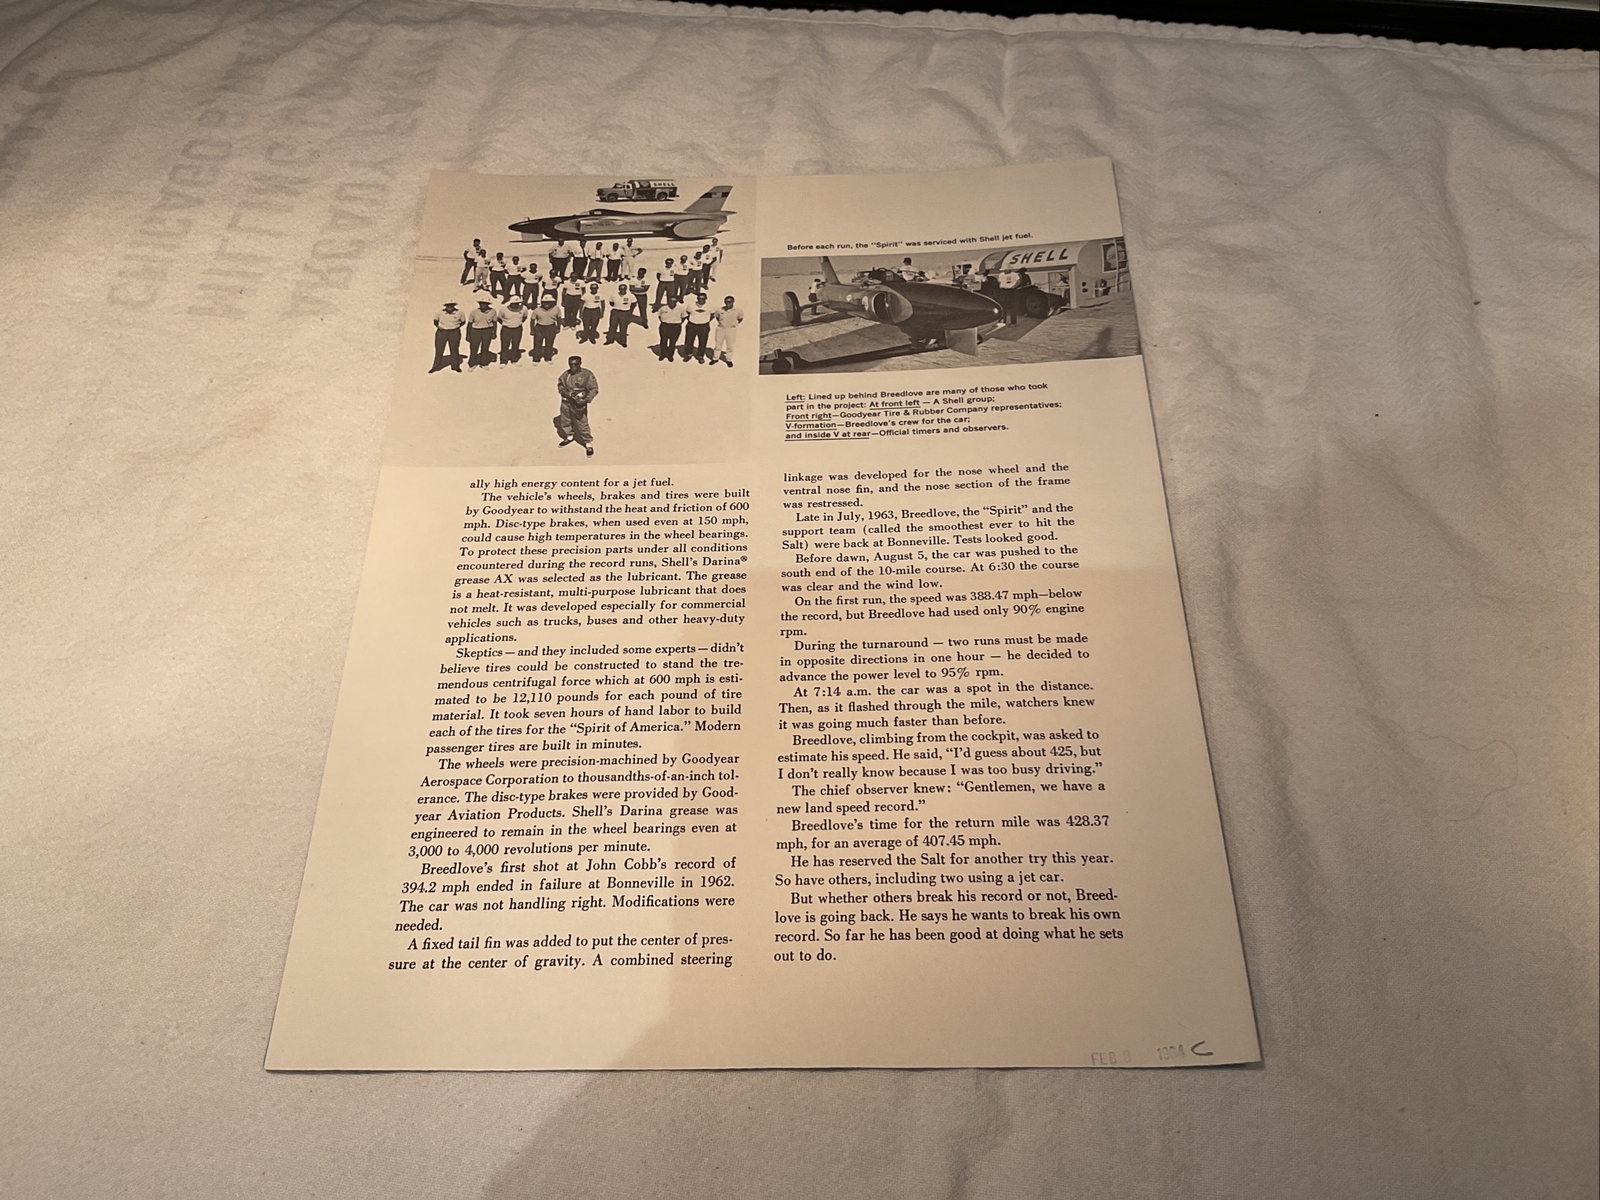 SHELL
Before each run, the "Spirit" was serviced with Shell jet fuel.
SHELL
Left: Lined up behind Breedlove are many of those who took
part in the project: At front left — A Shell group;
Front right—Goodyear Tire & Rubber Company representatives;
V-formation—Breedlove's crew for the car;
and inside V at rear—Official timers and observers.
ally high energy content for a jet fuel.
The vehicle's wheels, brakes and tires were built
by Goodyear to withstand the heat and friction of 600
mph. Disc-type brakes, when used even at 150 mph,
could cause high temperatures in the wheel bearings.
To protect these precision parts under all conditions
encountered during the record runs, Shell's Darina®
grease AX was selected as the lubricant. The grease
is a heat-resistant, multi-purpose lubricant that does
not melt. It was developed especially for commercial
vehicles such as trucks, buses and other heavy-duty
applications.
Skeptics — and they included some experts — didn't
believe tires could be constructed to stand the tre-
mendous centrifugal force which at 600 mph is esti-
mated to be 12,110 pounds for each pound of tire
material. It took seven hours of hand labor to build
each of the tires for the "Spirit of America." Modern
passenger tires are built in minutes.
The wheels were precision-machined by Goodyear
Aerospace Corporation to thousandths-of-an-inch tol-
erance. The disc-type brakes were provided by Good-
year Aviation Products. Shell's Darina grease was
engineered to remain in the wheel bearings even at
3,000 to 4,000 revolutions per minute.
Breedlove's first shot at John Cobb's record of
394.2 mph ended in failure at Bonneville in 1962.
The car was not handling right. Modifications were
needed.
A fixed tail fin was added to put the center of pres-
sure at the center of gravity. A combined steering
linkage was developed for the nose wheel and the
ventral nose fin, and the nose section of the frame
was restressed.
Late in July, 1963, Breedlove, the "Spirit" and the
support team (called the smoothest ever to hit the
Salt) were back at Bonneville. Tests looked good.
Before dawn, August 5, the car was pushed to the
south end of the 10-mile course. At 6:30 the course
was clear and the wind low.
On the first run, the speed was 388.47 mph—below
the record, but Breedlove had used only 90% engine
rpm.
During the turnaround — two runs must be made
in opposite directions in one hour — he decided to
advance the power level to 95% rpm.
At 7:14 a.m. the car was a spot in the distance.
Then, as it flashed through the mile, watchers knew
it was going much faster than before.
Breedlove, climbing from the cockpit, was asked to
estimate his speed. He said, "I'd guess about 425, but
I don't really know because I was too busy driving."
The chief observer knew: "Gentlemen, we have a
new land speed record."
Breedlove's time for the return mile was 428.37
mph, for an average of 407.45 mph.
He has reserved the Salt for another try this year.
So have others, including two using a jet car.
But whether others break his record or not, Breed-
love is going back. He says he wants to break his own
record. So far he has been good at doing what he sets
out to do.
FEB 3 1964 C